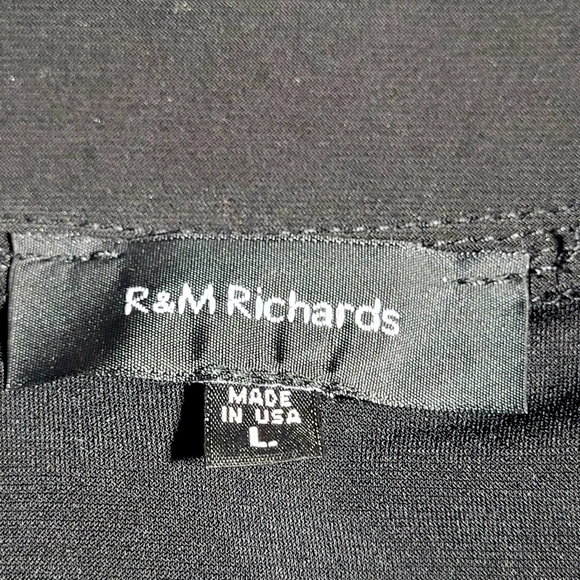 R&M Richards
MADE
IN USA
L.